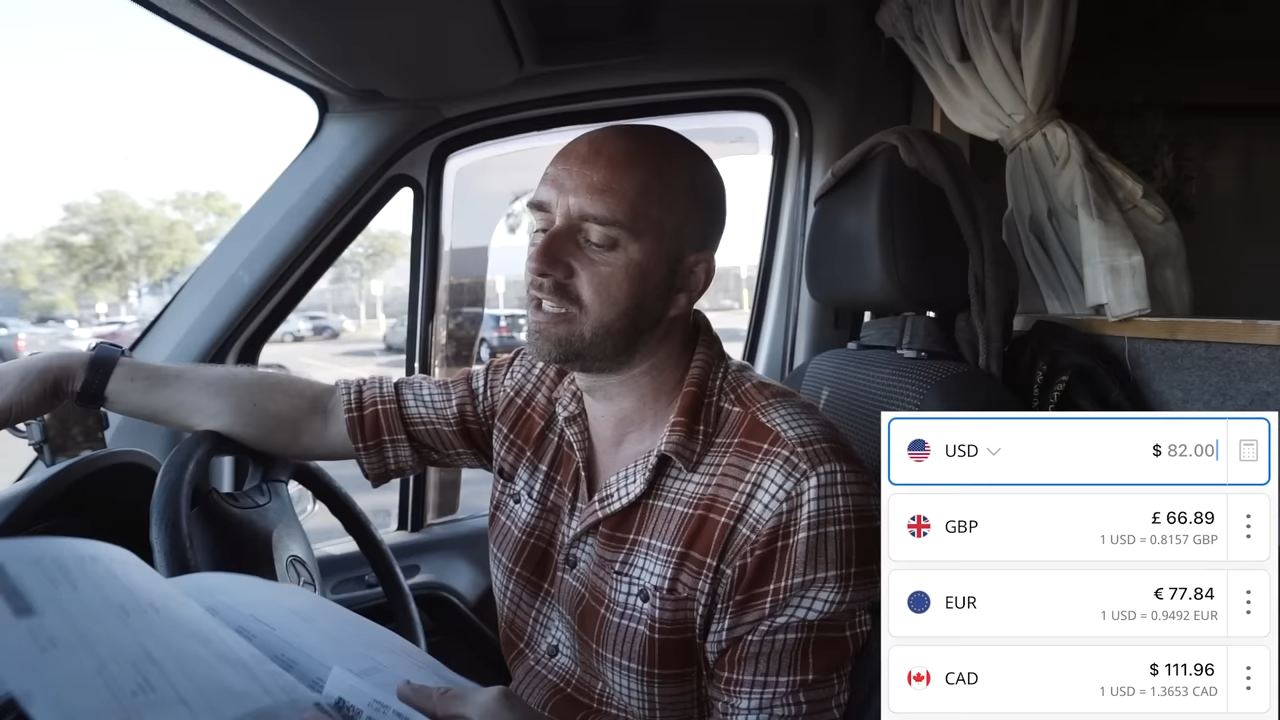 USD
$ 82.00
GBP
£ 66.89
1 USD = 0.8157 GBP
EUR
€ 77.84
1 USD = 0.9492 EUR
CAD
$ 111.96
1 USD = 1.3653 CAD